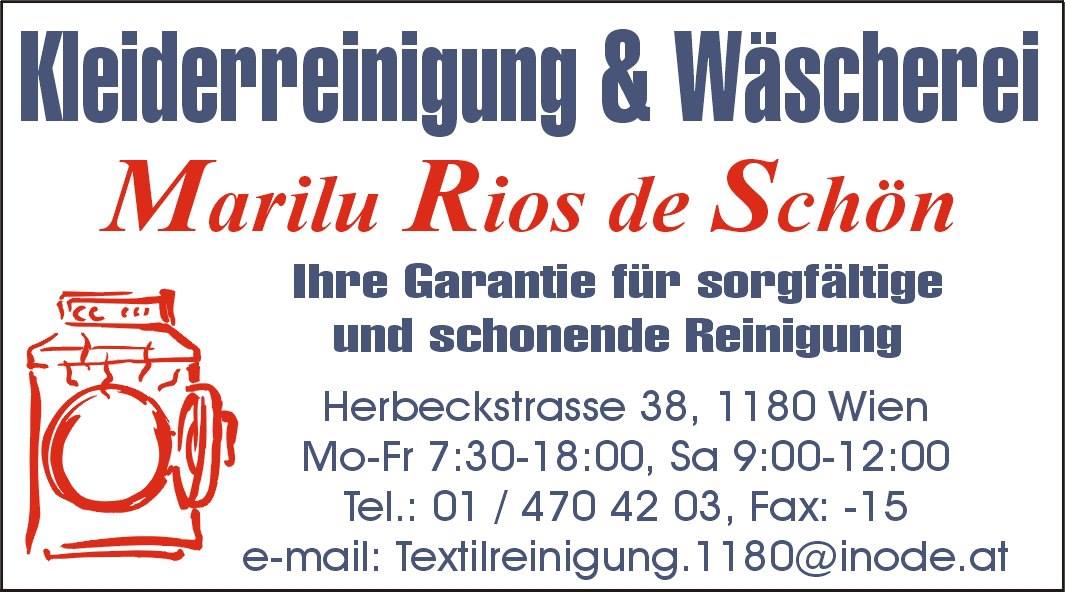 Kleiderreinigung & Wäscherei
Marilu Rios de Schön
Ihre Garantie für sorgfältige
und schonende Reinigung
Herbeckstrasse 38, 1180 Wien
Mo-Fr 7:30-18:00, Sa 9:00-12:00
Tel.: 01 / 470 42 03, Fax: -15
e-mail: Textilreinigung.1180@inode.at